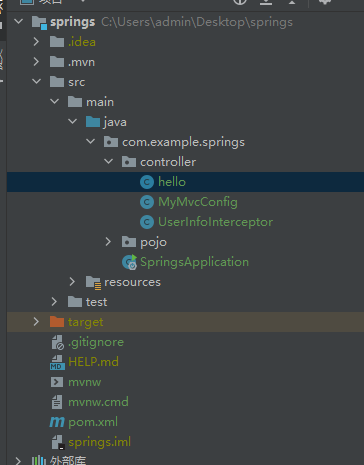 springs C:\Users\admin\Desktop\springs
.idea
.mvn
src
main
java
com.example.springs
controller
hello
MyMvcConfig
UserInfoInterceptor
pojo
SpringsApplication
resources
test
target
.gitignore
HELP.md
mvnw
mvnw.cmd
pom.xml
springs.iml
外部库